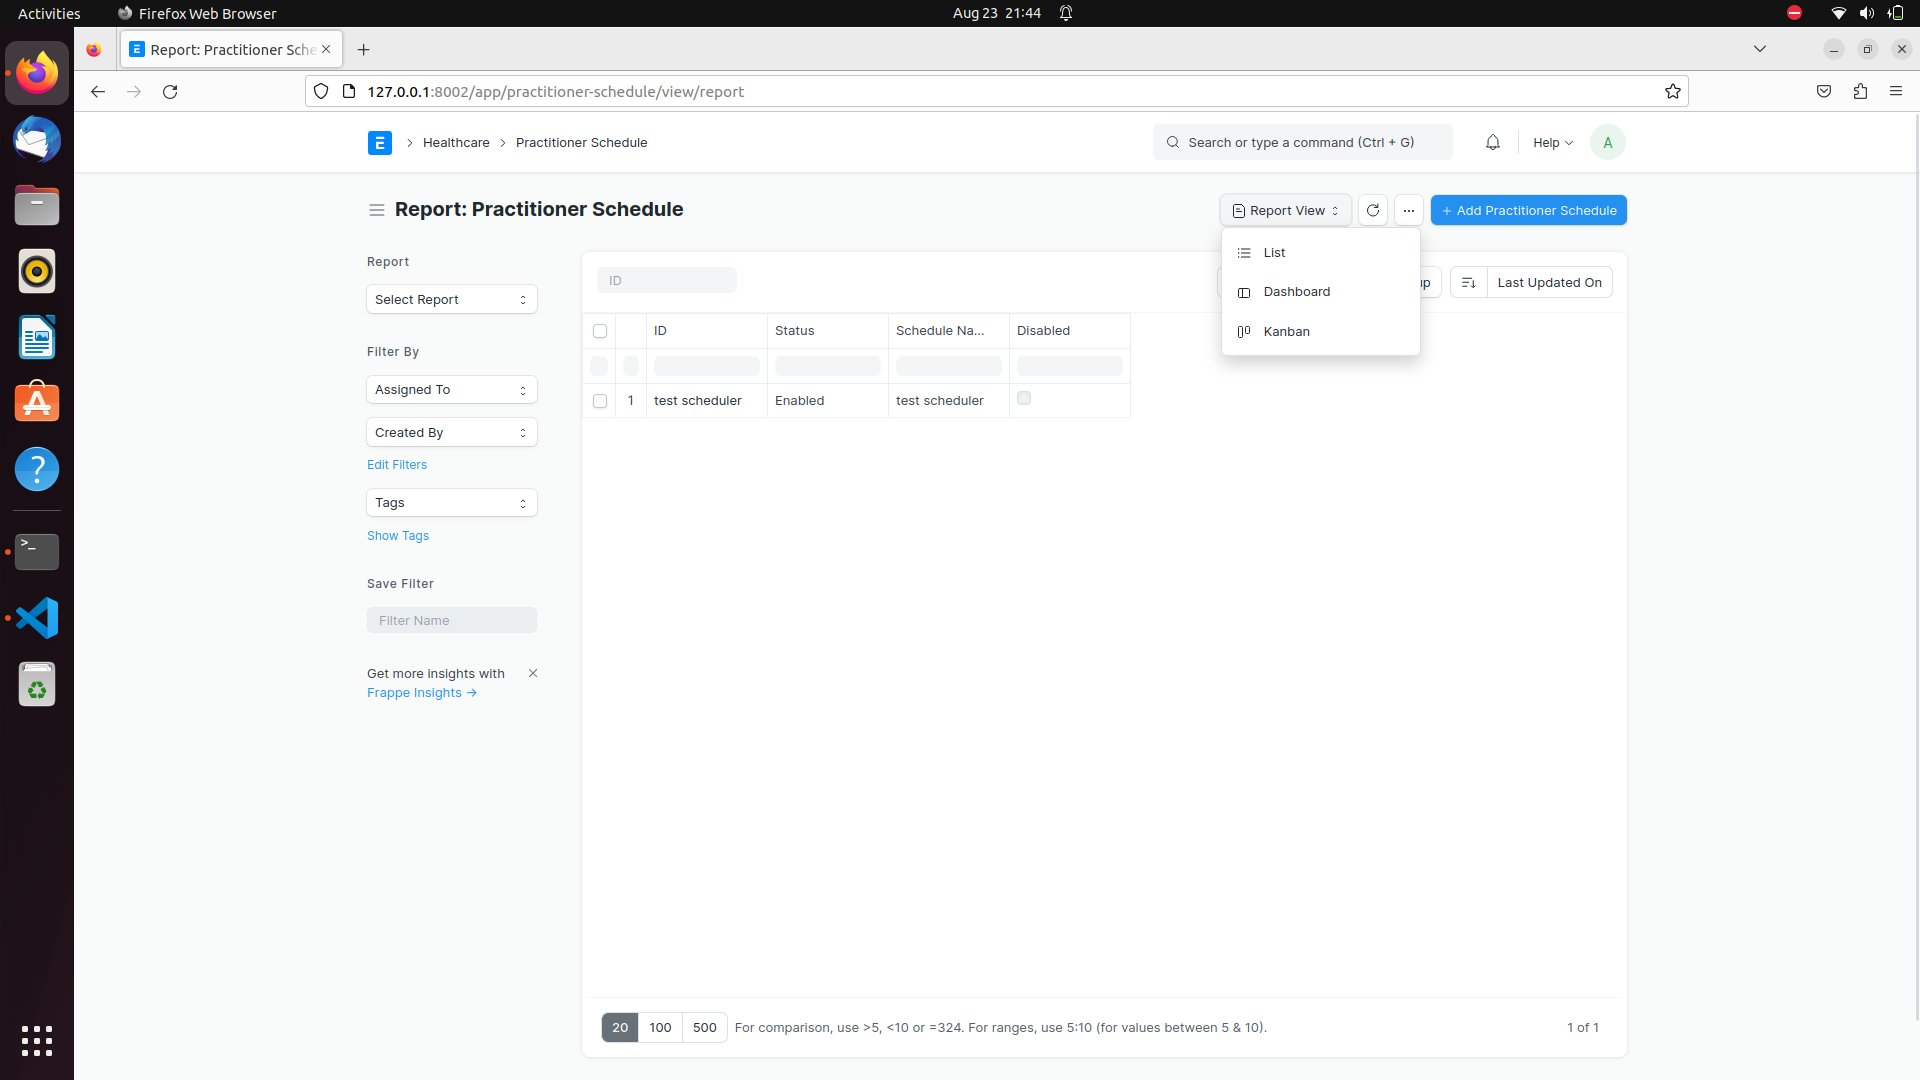 Activities
Firefox Web Browser
Aug 23 21:44
Report: Practitioner Sche
127.0.0.1:8002/app/practitioner-schedule/view/report
E
Healthcare
Practitioner Schedule
Search or type a command (Ctrl + G)
Help
A
Report: Practitioner Schedule
Report View
+ Add Practitioner Schedule
List
Dashboard
Kanban
Report
Select Report
Filter By
Assigned To
Created By
Edit Filters
Tags
Show Tags
Save Filter
Filter Name
Get more insights with
Frappe Insights →
ID
Last Updated On
ID Status Schedule Na... Disabled
1 test scheduler Enabled test scheduler
20 100 500 For comparison, use >5, <10 or =324. For ranges, use 5:10 (for values between 5 & 10). 1 of 1